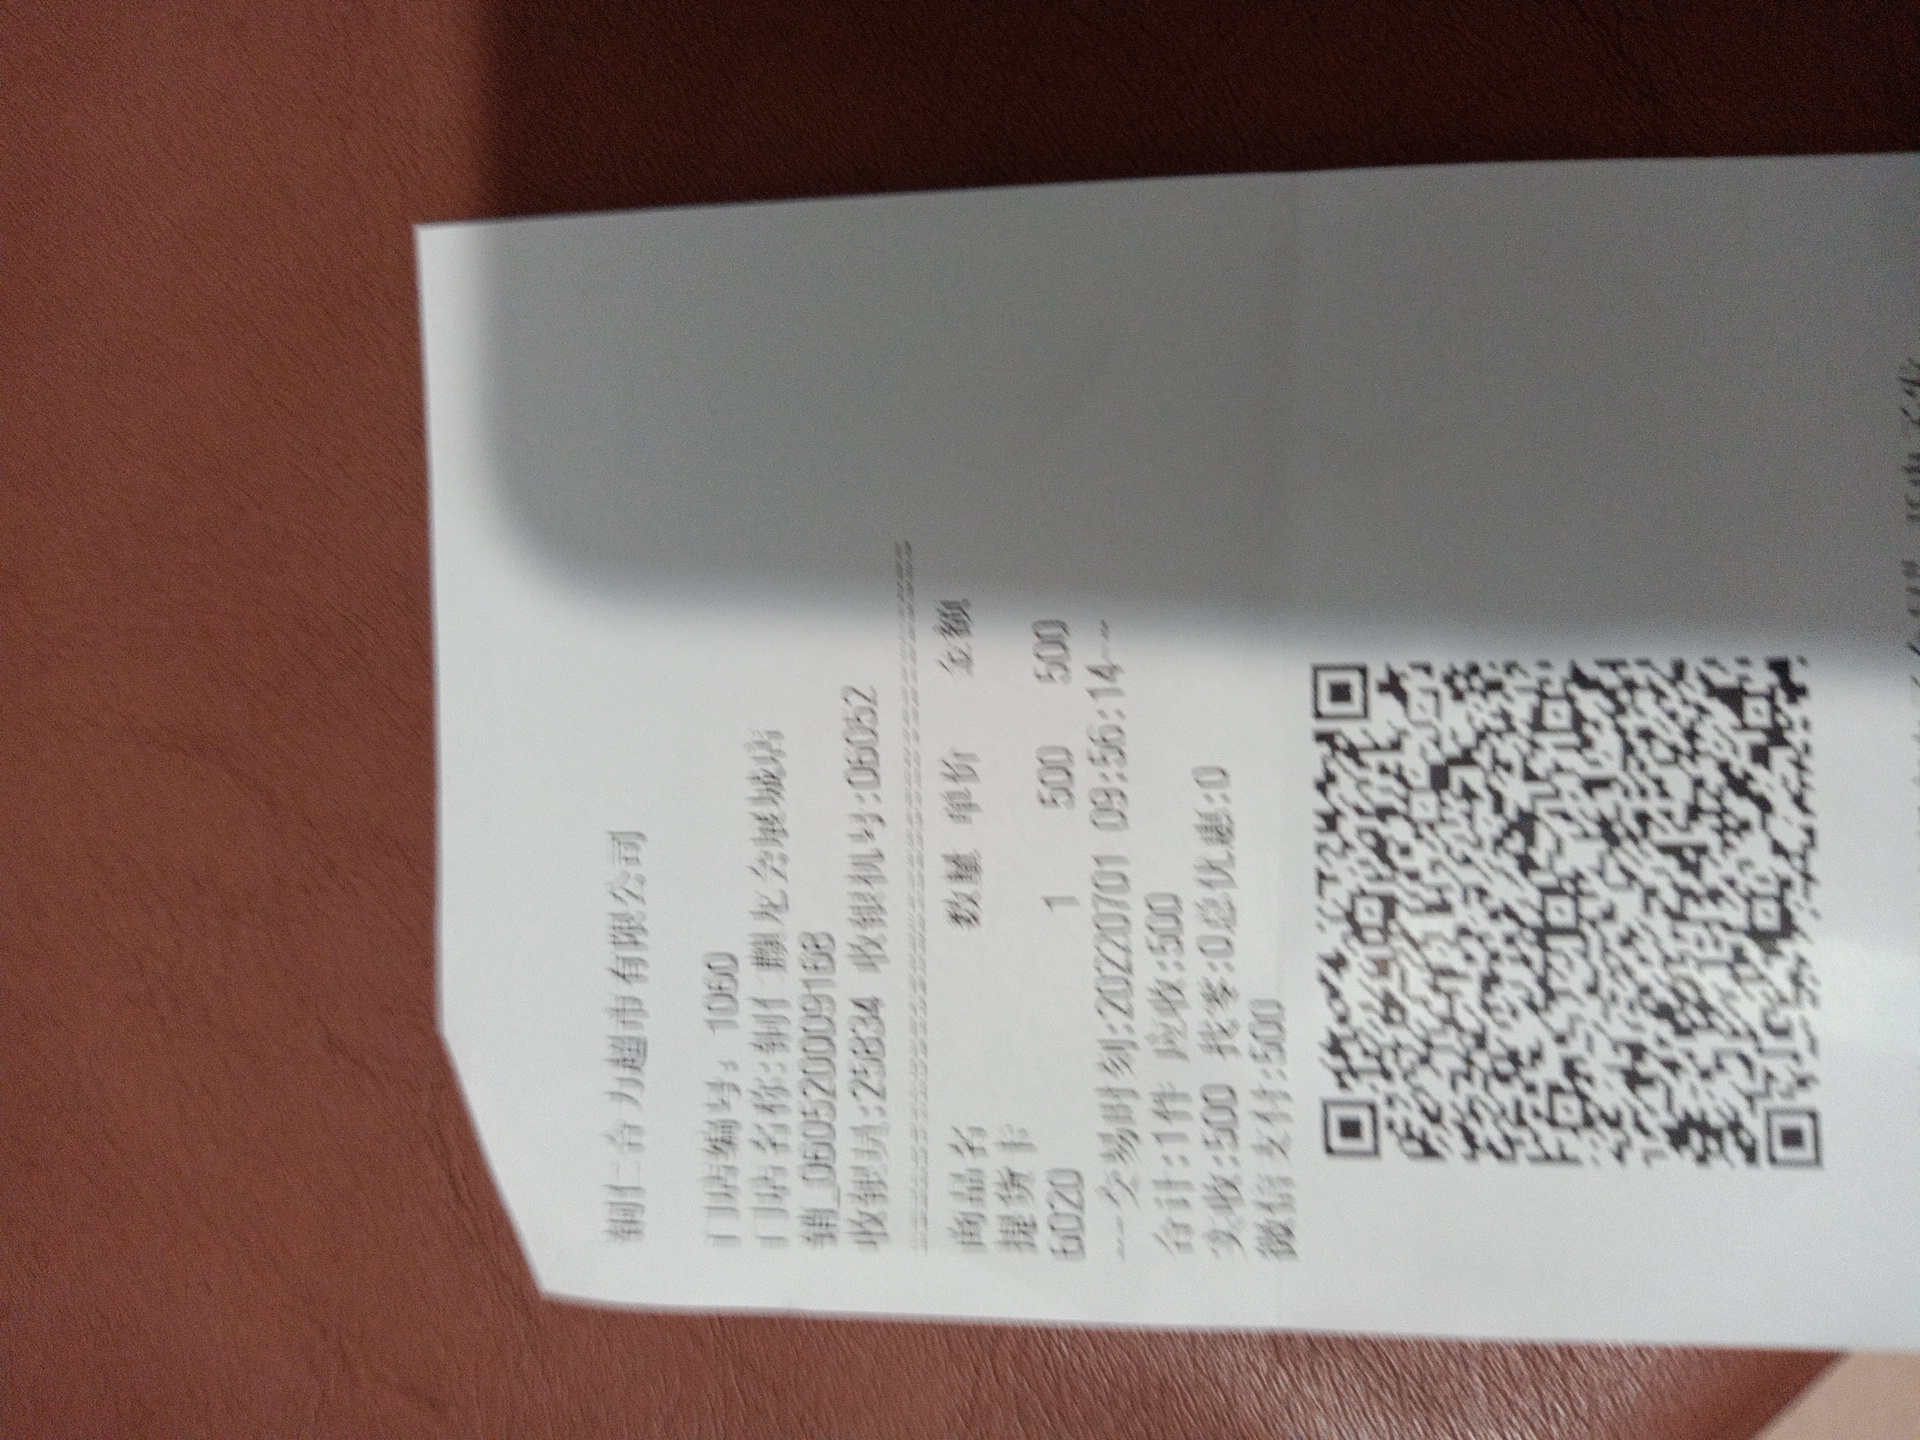 铜仁合力超市有限公司
门店编号：1060
门店名称:铜仁麒龙会展城店
销_060520009168
收银员:25834 收银机号:06052
商品名 数量 单价 金额
提货卡
6020 1 500 500
---交易时刻:20220701 09:56:14---
合计:1件 应收:500
实收:500 找零:0总优惠:0
微信支付:500